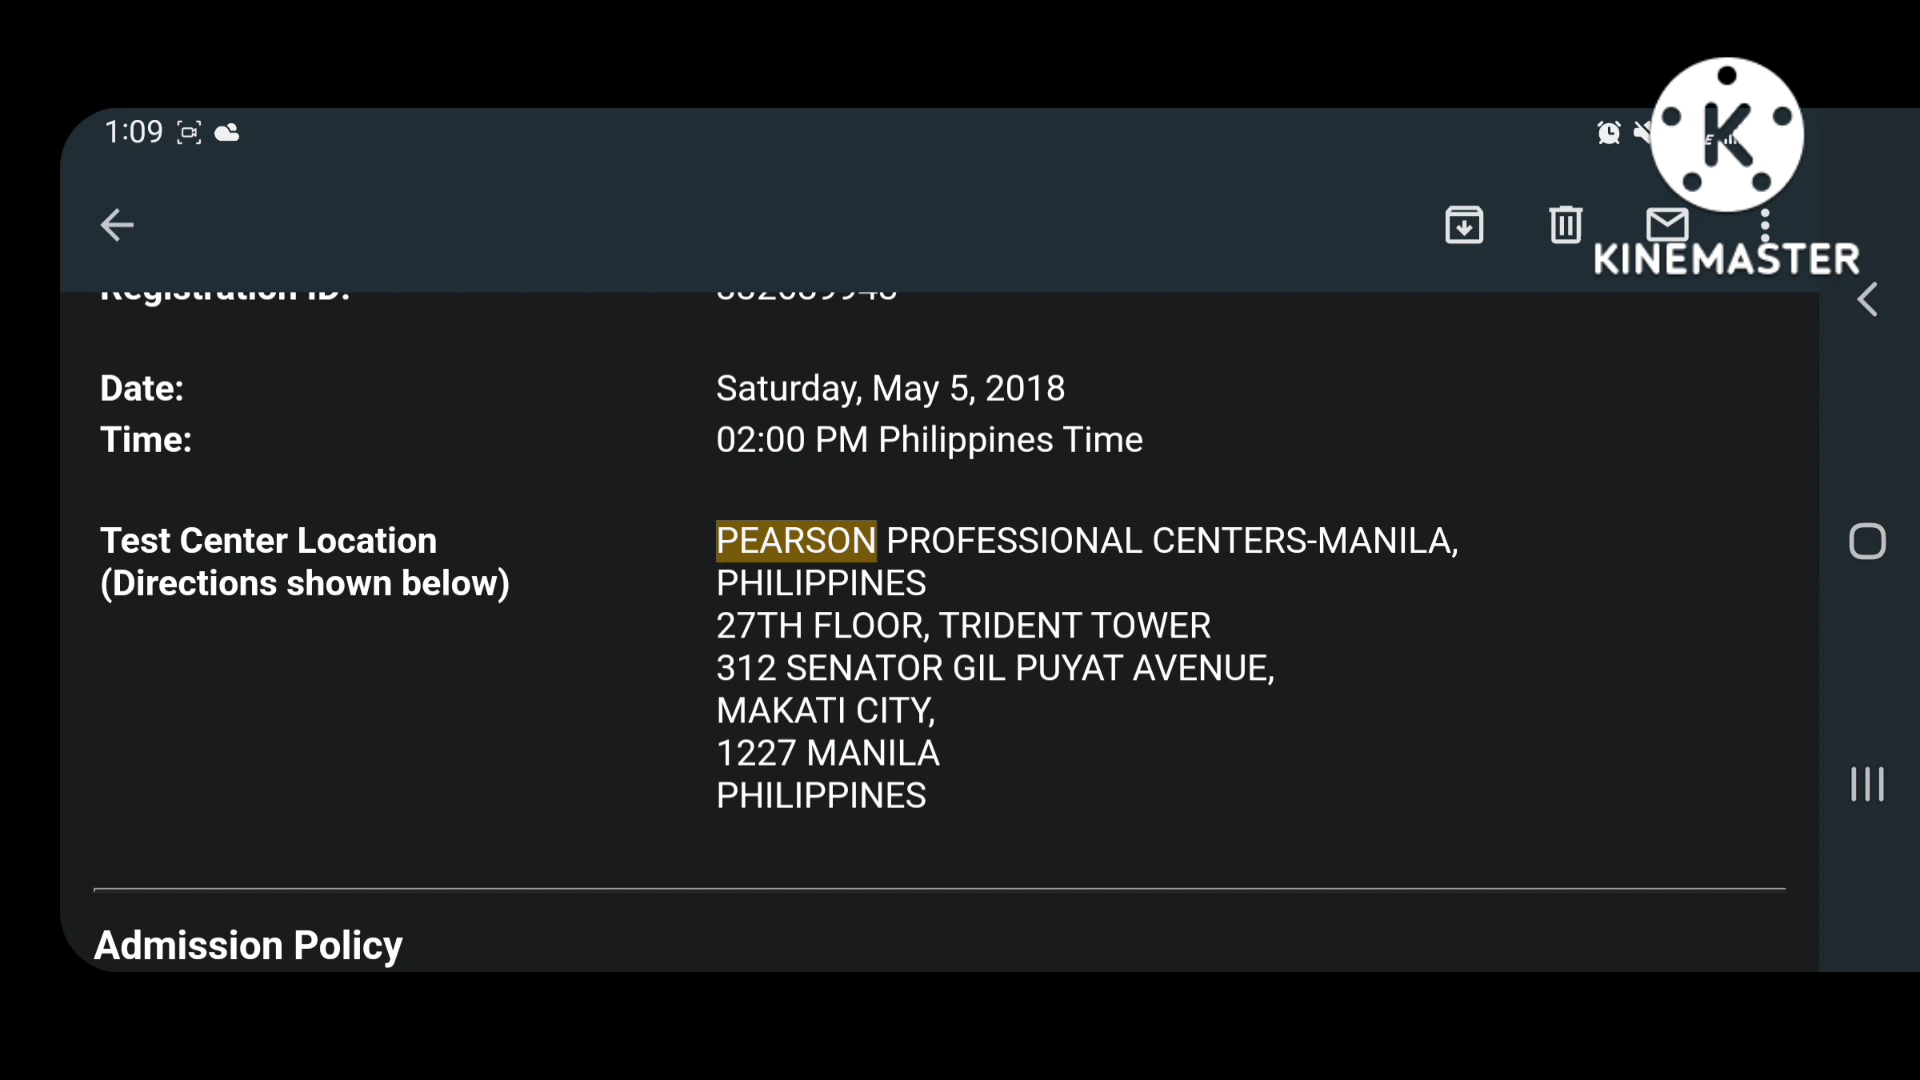 1:09
K
KINEMASTER
Registration ID:
Date: Saturday, May 5, 2018
Time: 02:00 PM Philippines Time
Test Center Location PEARSON PROFESSIONAL CENTERS-MANILA,
(Directions shown below) PHILIPPINES
27TH FLOOR, TRIDENT TOWER
312 SENATOR GIL PUYAT AVENUE,
MAKATI CITY,
1227 MANILA
PHILIPPINES
Admission Policy